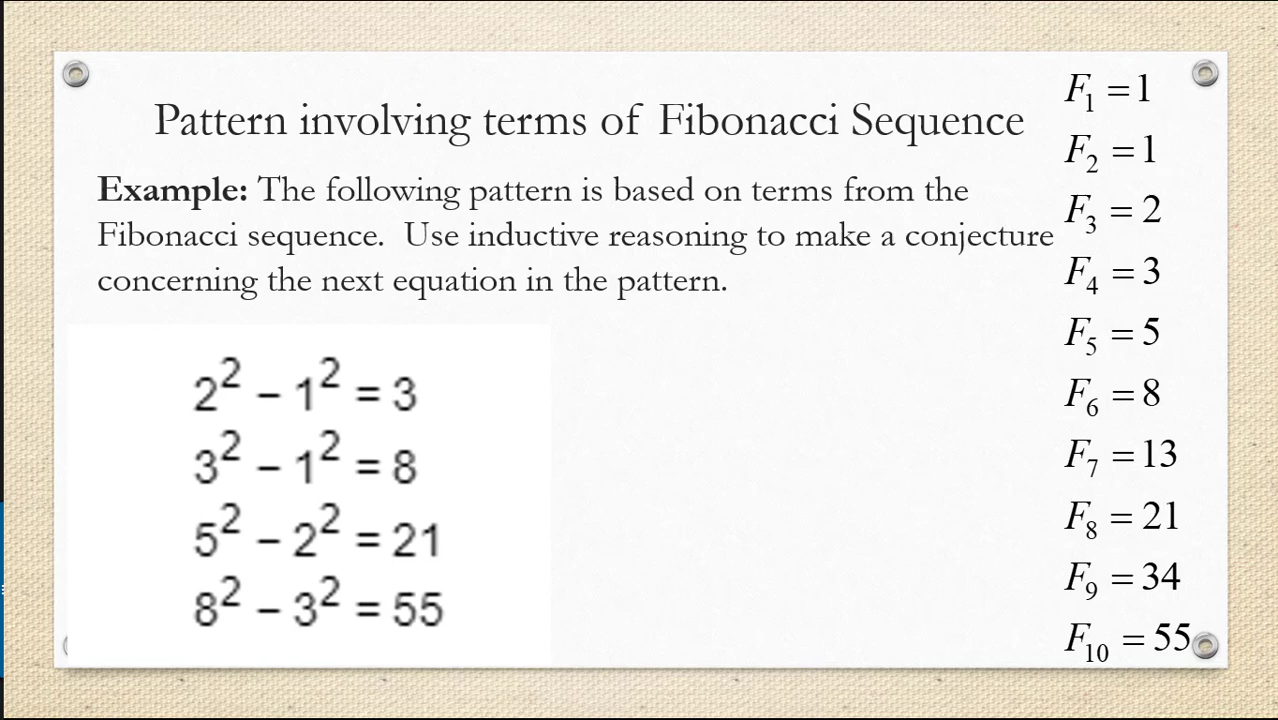 Pattern involving terms of Fibonacci Sequence
Example: The following pattern is based on terms from the
Fibonacci sequence. Use inductive reasoning to make a conjecture
concerning the next equation in the pattern.
2² – 1² = 3
3² – 1² = 8
5² – 2² = 21
8² – 3² = 55
F₁ = 1
F₂ = 1
F₃ = 2
F₄ = 3
F₅ = 5
F₆ = 8
F₇ = 13
F₈ = 21
F₉ = 34
F₁₀ = 55